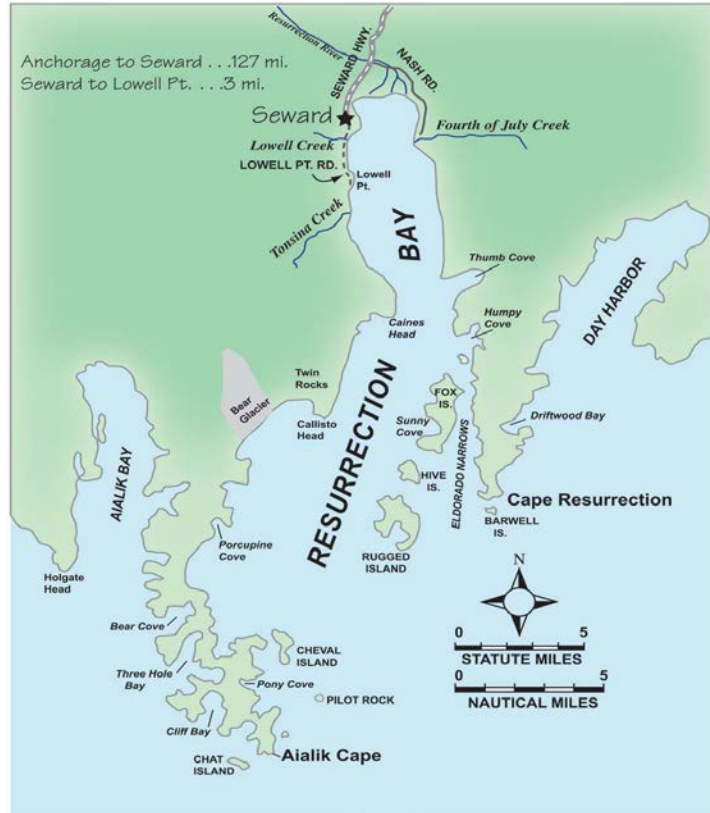 Resurrection River
SEWARD HWY.
NASH RD.
Anchorage to Seward . . .127 mi.
Seward to Lowell Pt. . . . .3 mi.
Seward
Lowell Creek
Fourth of July Creek
LOWELL PT. RD.
Lowell
Pt.
Tonsina Creek
BAY
Thumb Cove
DAY HARBOR
Humpy
Cove
Caines
Head
Twin
Rocks
Bear
Glacier
FOX
IS.
Callisto
Head
Sunny
Cove
Driftwood Bay
ELDORADO NARROWS
HIVE
IS.
AIALIK BAY
RESURRECTION
Cape Resurrection
BARWELL
IS.
Porcupine
Cove
RUGGED
ISLAND
Holgate
Head
N
Bear Cove
0 5
STATUTE MILES
CHEVAL
ISLAND
Three Hole
Bay
Pony Cove
0 5
NAUTICAL MILES
PILOT ROCK
Cliff Bay
Aialik Cape
CHAT
ISLAND